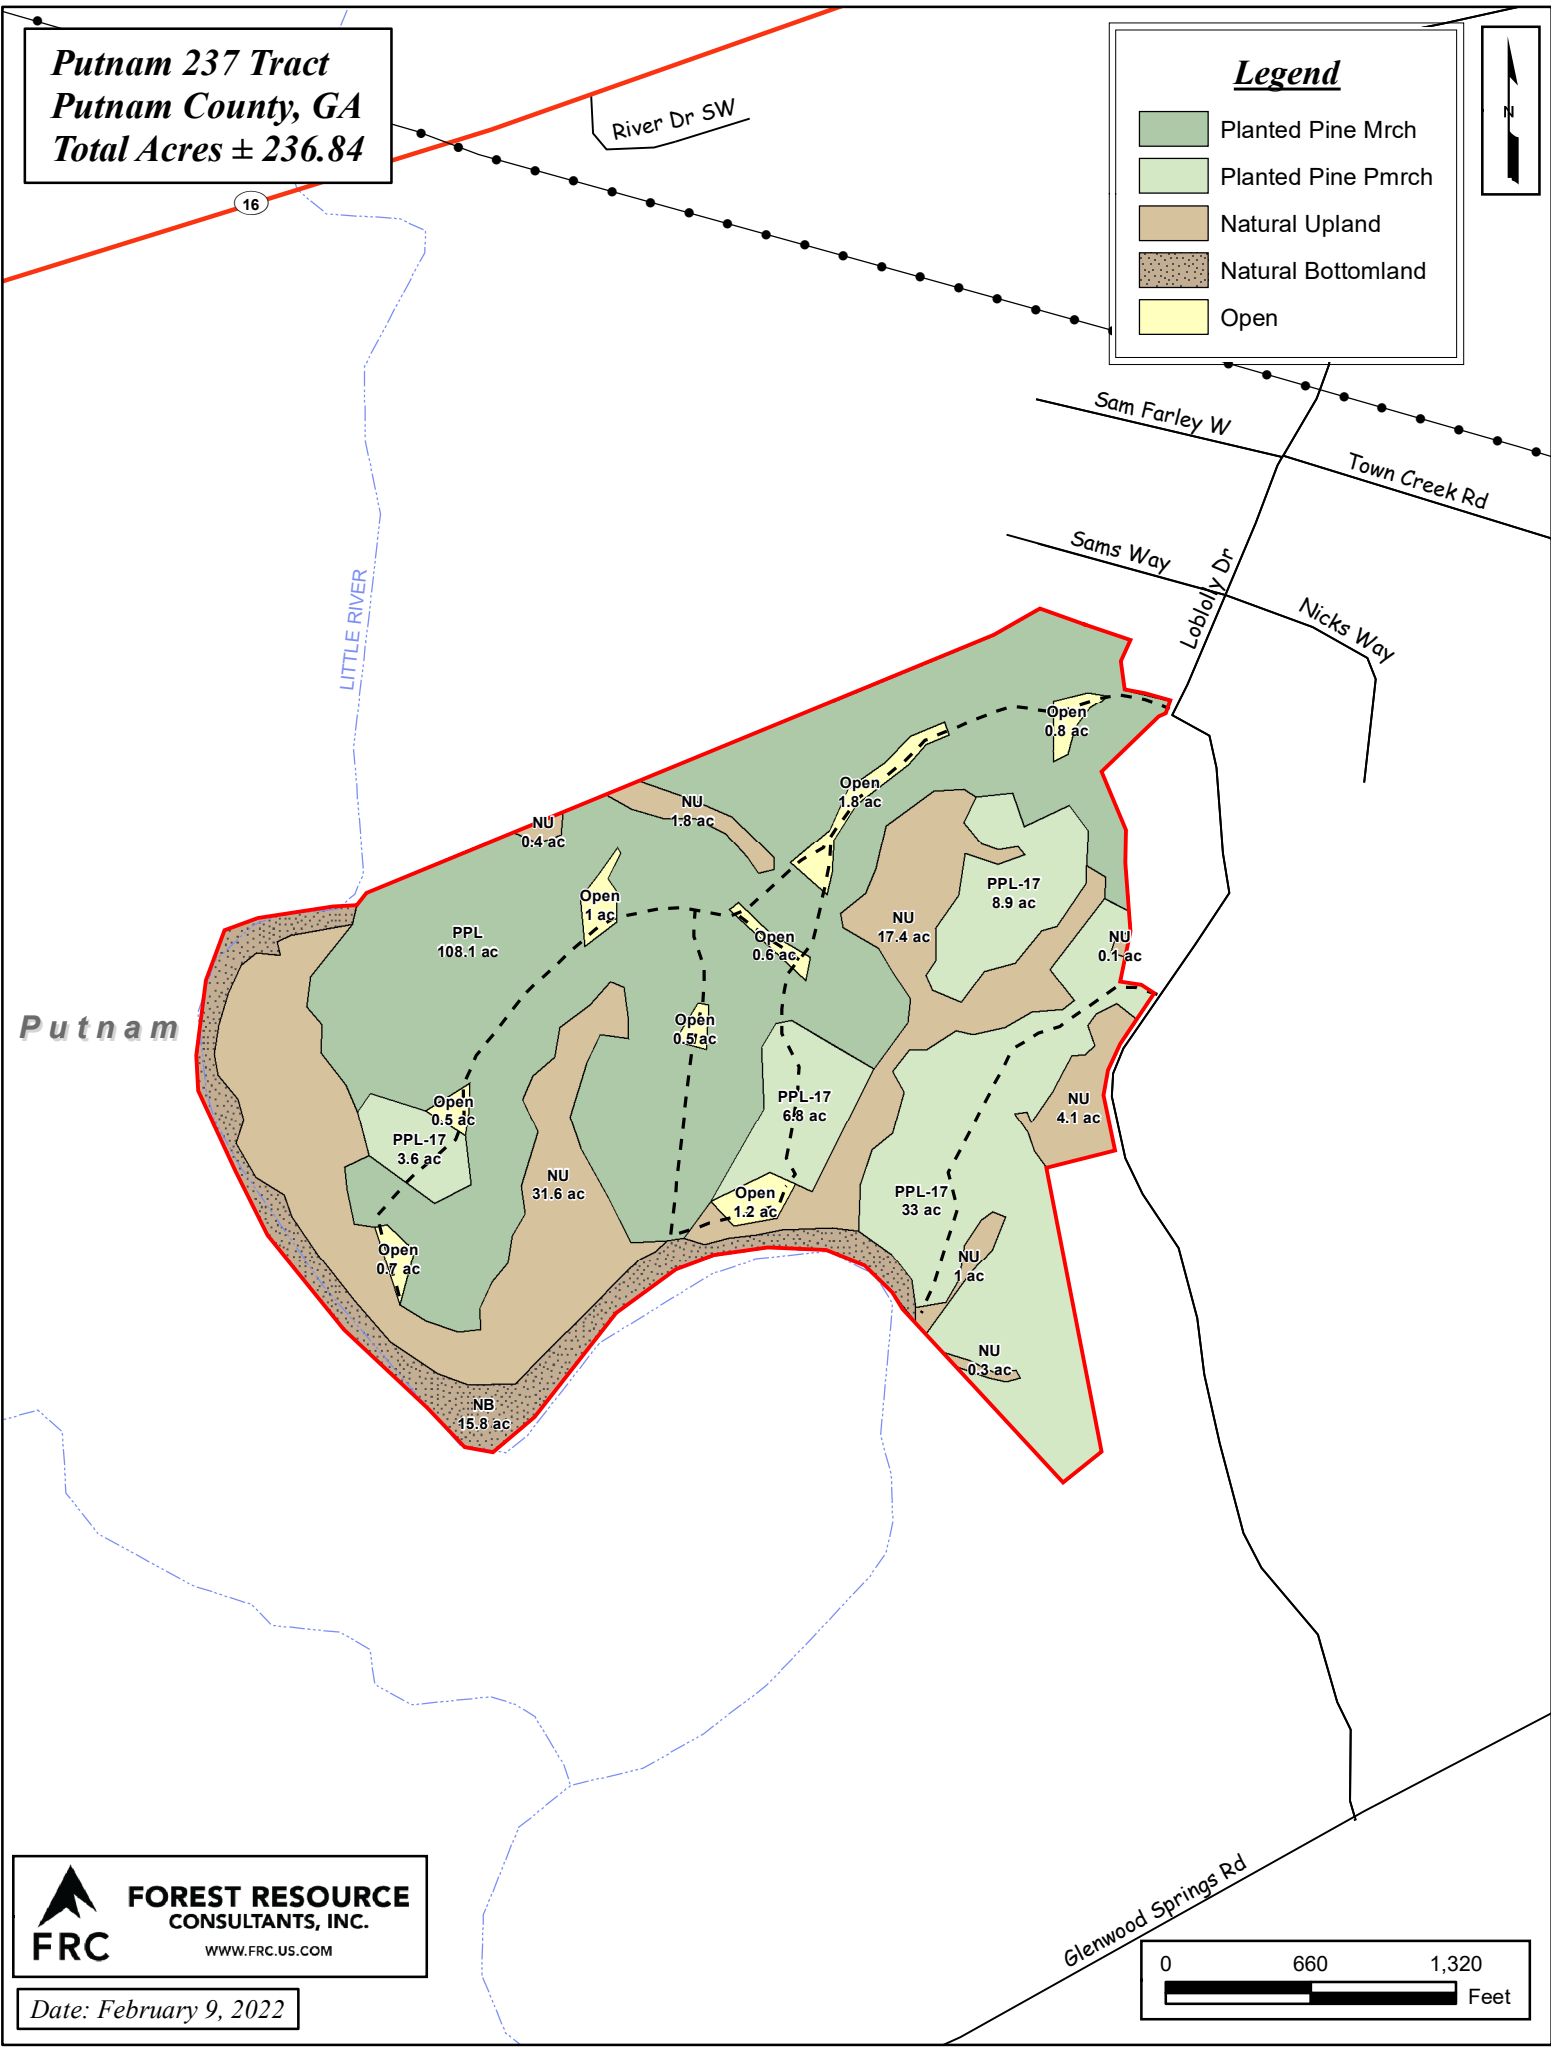 Putnam 237 Tract
Putnam County, GA
Total Acres ± 236.84
Legend
Planted Pine Mrch
Planted Pine Pmrch
Natural Upland
Natural Bottomland
Open
N
River Dr SW
16
Sam Farley W
Town Creek Rd
Sams Way
Loblolly Dr
Nicks Way
LITTLE RIVER
Open
0.8 ac
Open
1.8 ac
NU
1.8 ac
NU
0.4 ac
PPL-17
8.9 ac
Open
1 ac
NU
17.4 ac
PPL
108.1 ac
Open
0.6 ac
NU
0.1 ac
Putnam
Open
0.5 ac
Open
0.5 ac
PPL-17
6.8 ac
NU
4.1 ac
PPL-17
3.6 ac
NU
31.6 ac
Open
1.2 ac
PPL-17
33 ac
Open
0.7 ac
NU
1 ac
NU
0.3 ac
NB
15.8 ac
Glenwood Springs Rd
FRC
FOREST RESOURCE
CONSULTANTS, INC.
WWW.FRC.US.COM
Date: February 9, 2022
0 660 1,320
Feet